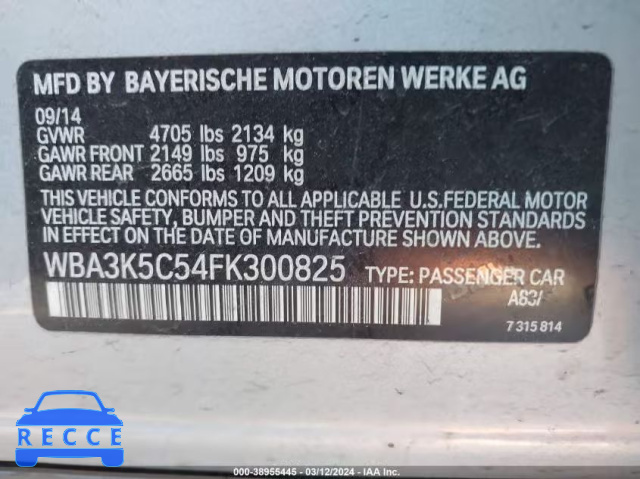 MFD BY BAYERISCHE MOTOREN WERKE AG
09/14
GVWR 4705 lbs 2134 kg
GAWR FRONT 2149 lbs 975 kg
GAWR REAR 2665 lbs 1209 kg
THIS VEHICLE CONFORMS TO ALL APPLICABLE U.S.FEDERAL MOTOR
VEHICLE SAFETY, BUMPER AND THEFT PREVENTION STANDARDS
IN EFFECT ON THE DATE OF MANUFACTURE SHOWN ABOVE.
WBA3K5C54FK300825 TYPE: PASSENGER CAR
A83/
7 315 814
RECCE
000-38955445 - 03/12/2024 - IAA Inc.